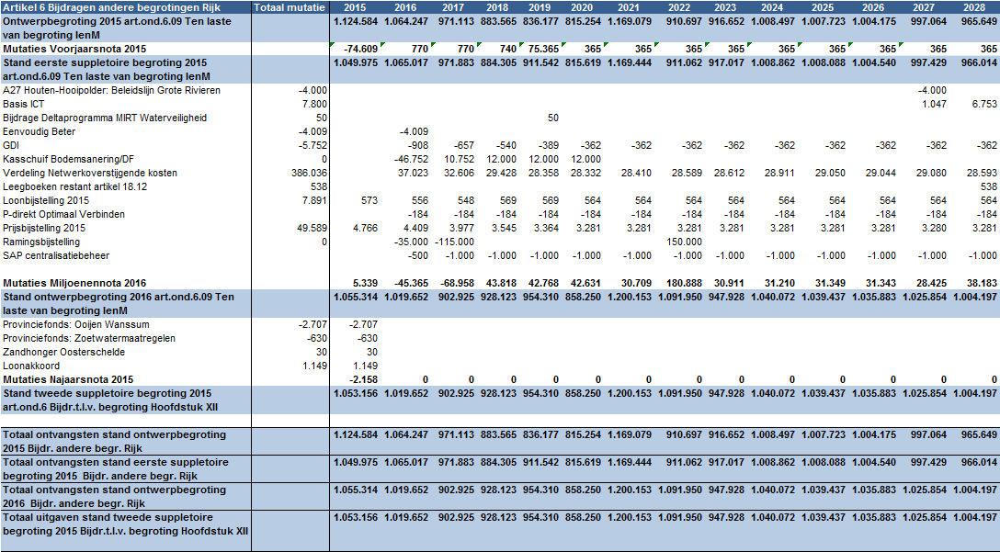 Artikel 6 Bijdragen andere begrotingen Rijk Totaal mutatie 2015 2016 2017 2018 2019 2020 2021 2022 2023 2024 2025 2026 2027 2028
Ontwerpbegroting 2015 art.ond.6.09 Ten laste 1.124.584 1.064.247 971.113 883.565 836.177 815.254 1.169.079 910.697 916.652 1.008.497 1.007.723 1.004.175 997.064 965.649
van begroting IenM
Mutaties Voorjaarsnota 2015 -74.609 770 770 740 75.365 365 365 365 365 365 365 365 365 365
Stand eerste suppletoire begroting 2015 1.049.975 1.065.017 971.883 884.305 911.542 815.619 1.169.444 911.062 917.017 1.008.862 1.008.088 1.004.540 997.429 966.014
art.ond.6.09 Ten laste van begroting IenM
A27 Houten-Hooipolder: Beleidslijn Grote Rivieren -4.000 -4.000
Basis ICT 7.800 1.047 6.753
Bijdrage Deltaprogramma MIRT Waterveiligheid 50 50
Eenvoudig Beter -4.009 -4.009
GDI -5.752 -908 -657 -540 -389 -362 -362 -362 -362 -362 -362 -362 -362 -362
Kasschuif Bodemsanering/DF 0 -46.752 10.752 12.000 12.000 12.000
Verdeling Netwerkoverstijgende kosten 386.036 37.023 32.606 29.428 28.358 28.332 28.410 28.589 28.612 28.911 29.050 29.044 29.080 28.593
Leegboeken restant artikel 18.12 538 538
Loonbijstelling 2015 7.891 573 556 548 569 569 564 564 564 564 564 564 564 564 564
P-direkt Optimaal Verbinden -184 -184 -184 -184 -184 -184 -184 -184 -184 -184 -184 -184 -184
Prijsbijstelling 2015 49.589 4.766 4.409 3.977 3.545 3.364 3.281 3.281 3.281 3.281 3.281 3.281 3.281 3.280 3.281
Ramingsbijstelling 0 -35.000 -115.000 150.000
SAP centralisatiebeheer -500 -1.000 -1.000 -1.000 -1.000 -1.000 -1.000 -1.000 -1.000 -1.000 -1.000 -1.000 -1.000
Mutaties Miljoenennota 2016 5.339 -45.365 -68.958 43.818 42.768 42.631 30.709 180.888 30.911 31.210 31.349 31.343 28.425 38.183
Stand ontwerpbegroting 2016 art.ond.6.09 Ten 1.055.314 1.019.652 902.925 928.123 954.310 858.250 1.200.153 1.091.950 947.928 1.040.072 1.039.437 1.035.883 1.025.854 1.004.197
laste van begroting IenM
Provinciefonds: Ooijen Wanssum -2.707 -2.707
Provinciefonds: Zoetwatermaatregelen -630 -630
Zandhonger Oosterschelde 30 30
Loonakkoord 1.149 1.149
Mutaties Najaarsnota 2015 -2.158 0 0 0 0 0 0 0 0 0 0 0 0 0
Stand tweede suppletoire begroting 2015 1.053.156 1.019.652 902.925 928.123 954.310 858.250 1.200.153 1.091.950 947.928 1.040.072 1.039.435 1.035.883 1.025.854 1.004.197
art.ond.6 Bijdr.t.l.v. begroting Hoofdstuk XII
Totaal ontvangsten stand ontwerpbegroting 1.124.584 1.064.247 971.113 883.565 836.177 815.254 1.169.079 910.697 916.652 1.008.497 1.007.723 1.004.175 997.064 965.649
2015 Bijdr. andere begr. Rijk
Totaal ontvangsten stand eerste suppletoire 1.049.975 1.065.017 971.883 884.305 911.542 815.619 1.169.444 911.062 917.017 1.008.862 1.008.088 1.004.540 997.429 966.014
begroting 2015 Bijdr. andere begr. Rijk
Totaal ontvangsten stand ontwerpbegroting 1.055.314 1.019.652 902.925 928.123 954.310 858.250 1.200.153 1.091.950 947.928 1.040.072 1.039.437 1.035.883 1.025.854 1.004.197
2016 Bijdr. andere begr. Rijk
Totaal uitgaven stand tweede suppletoire 1.053.156 1.019.652 902.925 928.123 954.310 858.250 1.200.153 1.091.950 947.928 1.040.072 1.039.437 1.035.883 1.025.854 1.004.197
begroting 2015 Bijdr.t.l.v. begroting Hoofdstuk XII